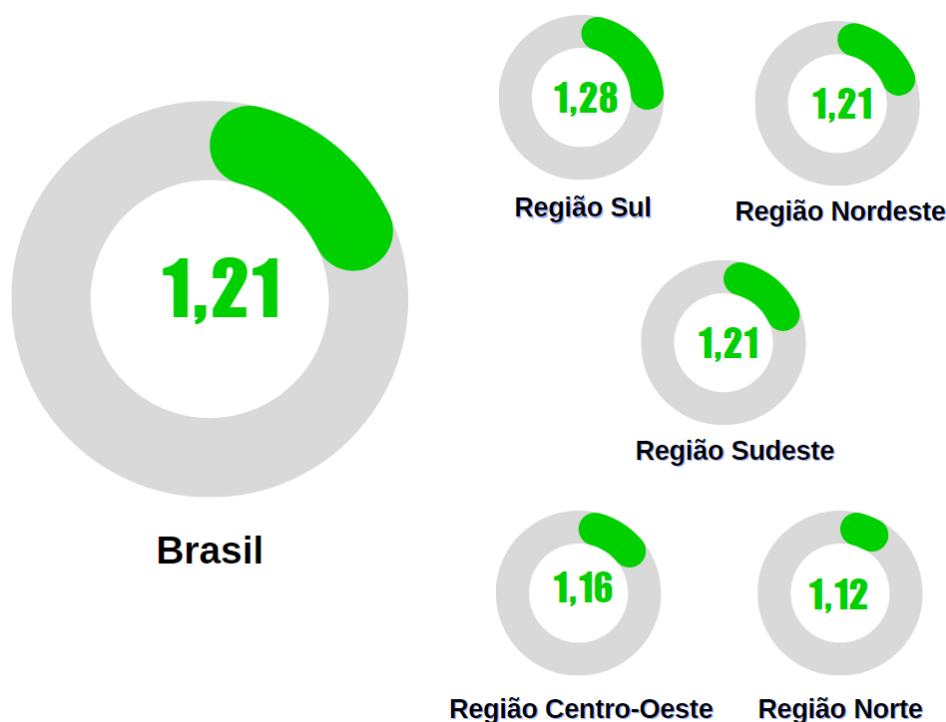 1,21
Brasil
1,28
Região Sul
1,21
Região Nordeste
1,21
Região Sudeste
1,16
Região Centro-Oeste
1,12
Região Norte